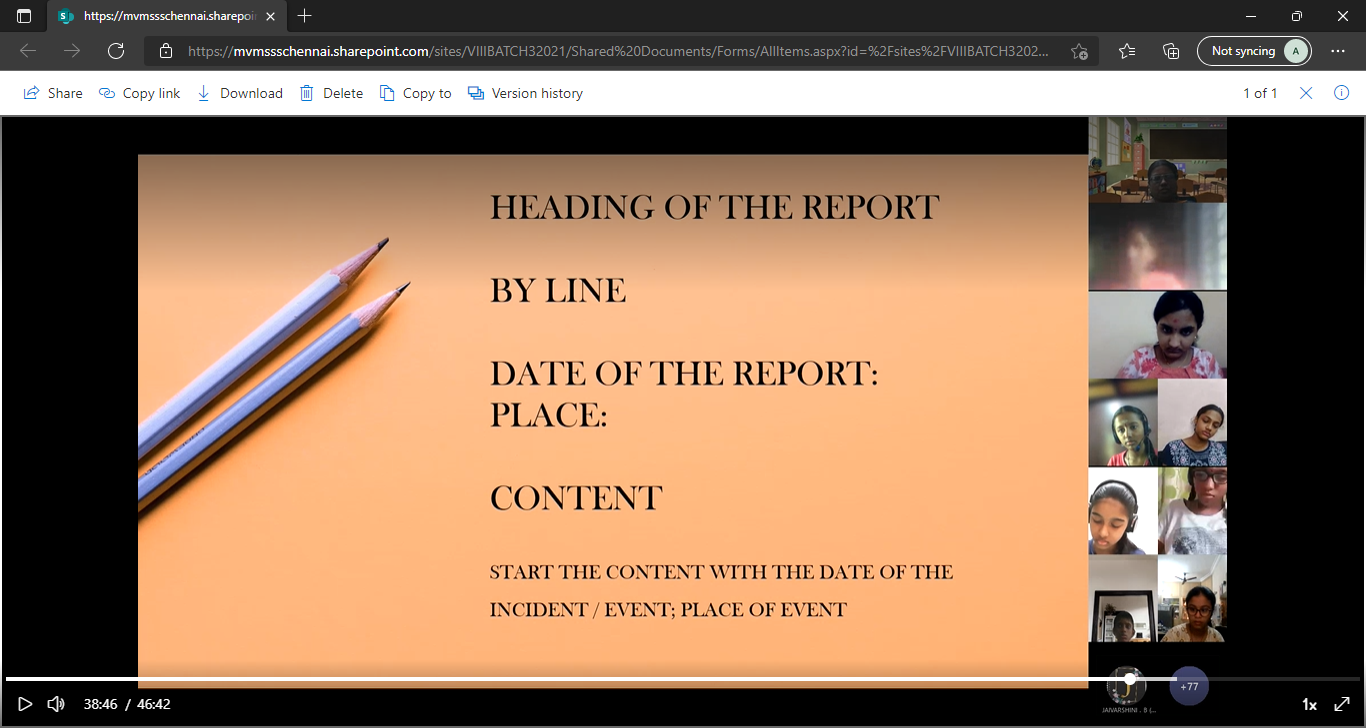 https://mvmssschennai.sharepoi
https://mvmssschennai.sharepoint.com/sites/VIIIBATCH32021/Shared%20Documents/Forms/AllItems.aspx?id=%2Fsites%2FVIIIBATCH3202...
Not syncing A
Share Copy link Download Delete Copy to Version history 1 of 1
HEADING OF THE REPORT
BY LINE
DATE OF THE REPORT:
PLACE:
CONTENT
START THE CONTENT WITH THE DATE OF THE
INCIDENT / EVENT; PLACE OF EVENT
J +77
JAIVARSHINI . B (...
38:46 / 46:42 1x